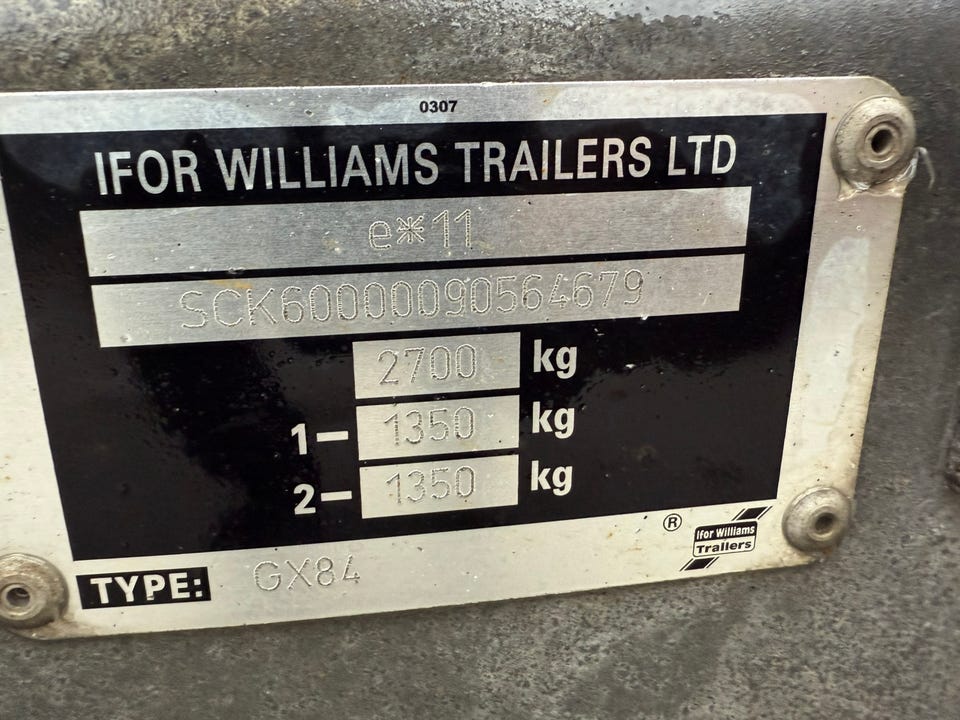 0307
IFOR WILLIAMS TRAILERS LTD
e*11
SCK60000090564679
2700 kg
1– 1350 kg
2– 1350 kg
® Ifor Williams
Trailers
TYPE: GX84